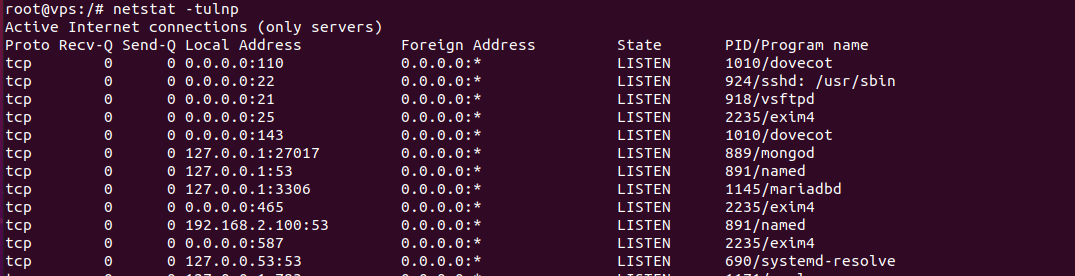 root@vps:/# netstat -tulnp
Active Internet connections (only servers)
Proto Recv-Q Send-Q Local Address           Foreign Address         State       PID/Program name
tcp        0      0 0.0.0.0:110             0.0.0.0:*               LISTEN      1010/dovecot
tcp        0      0 0.0.0.0:22              0.0.0.0:*               LISTEN      924/sshd: /usr/sbin
tcp        0      0 0.0.0.0:21              0.0.0.0:*               LISTEN      918/vsftpd
tcp        0      0 0.0.0.0:25              0.0.0.0:*               LISTEN      2235/exim4
tcp        0      0 0.0.0.0:143             0.0.0.0:*               LISTEN      1010/dovecot
tcp        0      0 127.0.0.1:27017         0.0.0.0:*               LISTEN      889/mongod
tcp        0      0 127.0.0.1:53            0.0.0.0:*               LISTEN      891/named
tcp        0      0 127.0.0.1:3306          0.0.0.0:*               LISTEN      1145/mariadbd
tcp        0      0 0.0.0.0:465             0.0.0.0:*               LISTEN      2235/exim4
tcp        0      0 192.168.2.100:53        0.0.0.0:*               LISTEN      891/named
tcp        0      0 0.0.0.0:587             0.0.0.0:*               LISTEN      2235/exim4
tcp        0      0 127.0.0.53:53           0.0.0.0:*               LISTEN      690/systemd-resolve